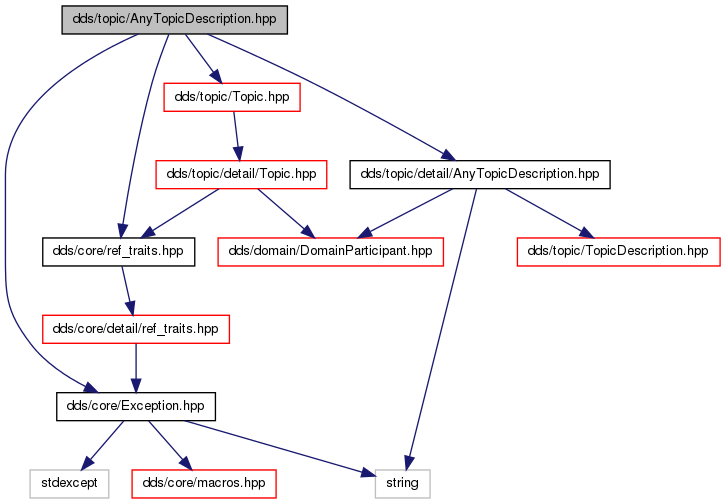 dds/topic/AnyTopicDescription.hpp
dds/topic/Topic.hpp
dds/topic/detail/Topic.hpp
dds/topic/detail/AnyTopicDescription.hpp
dds/core/ref_traits.hpp
dds/domain/DomainParticipant.hpp
dds/topic/TopicDescription.hpp
dds/core/detail/ref_traits.hpp
dds/core/Exception.hpp
stdexcept
dds/core/macros.hpp
string